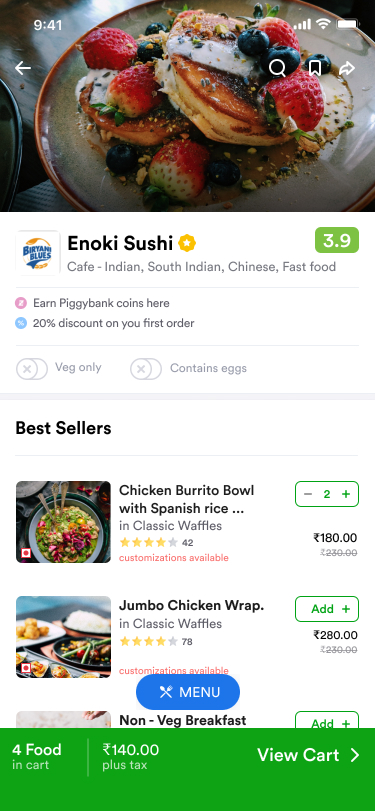 9:41
BIRYANI
BLUES
Enoki Sushi
3.9
Cafe - Indian, South Indian, Chinese, Fast food
Earn Piggybank coins here
20% discount on you first order
Veg only
Contains eggs
Best Sellers
Chicken Burrito Bowl
with Spanish rice ...
in Classic Waffles
42
customizations available
− 2 +
₹180.00
₹230.00
Jumbo Chicken Wrap.
in Classic Waffles
78
customizations available
Add +
₹280.00
₹230.00
MENU
Non - Veg Breakfast
Add +
4 Food
in cart
₹140.00
plus tax
View Cart